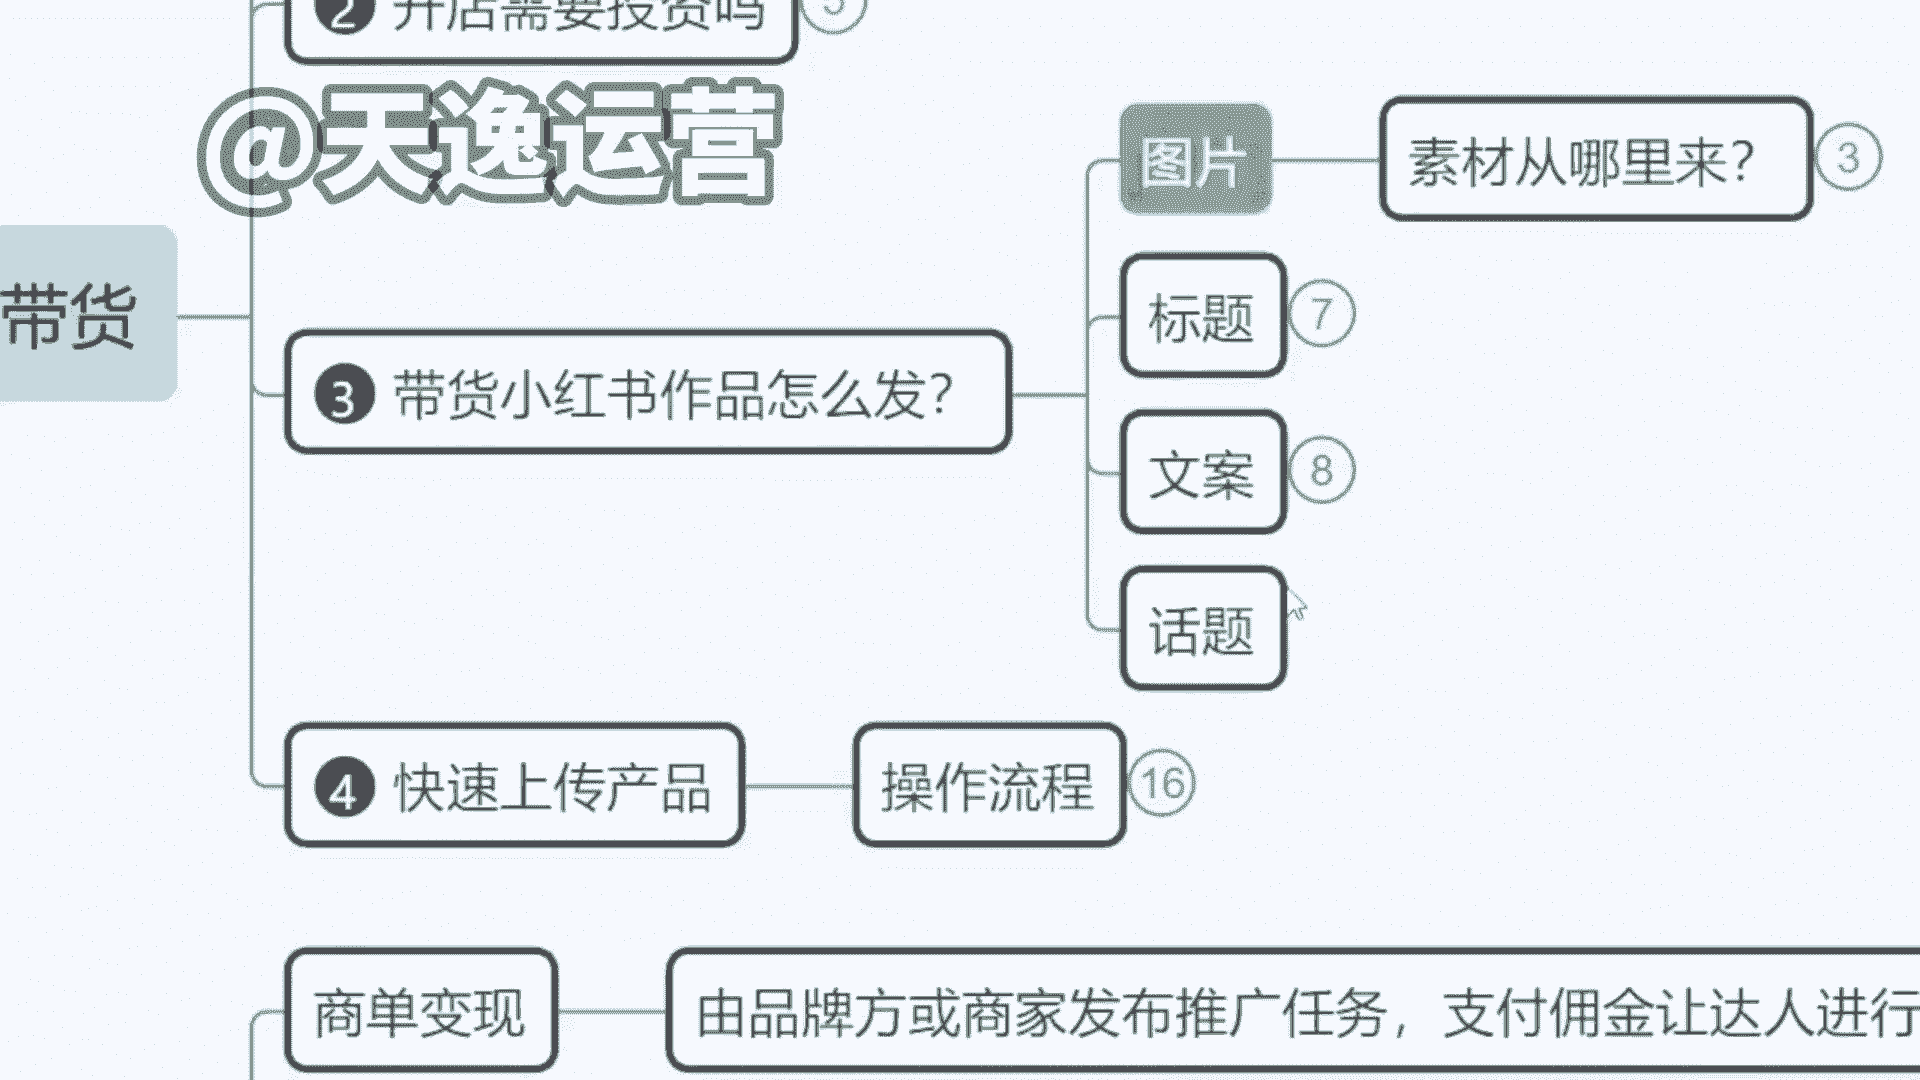 2 开店需要投资吗 5
@天逸运营
图片
素材从哪里来? 3
标题 7
带货
3 带货小红书作品怎么发?
文案 8
话题
4 快速上传产品
操作流程 16
商单变现
由品牌方或商家发布推广任务，支付佣金让达人进行